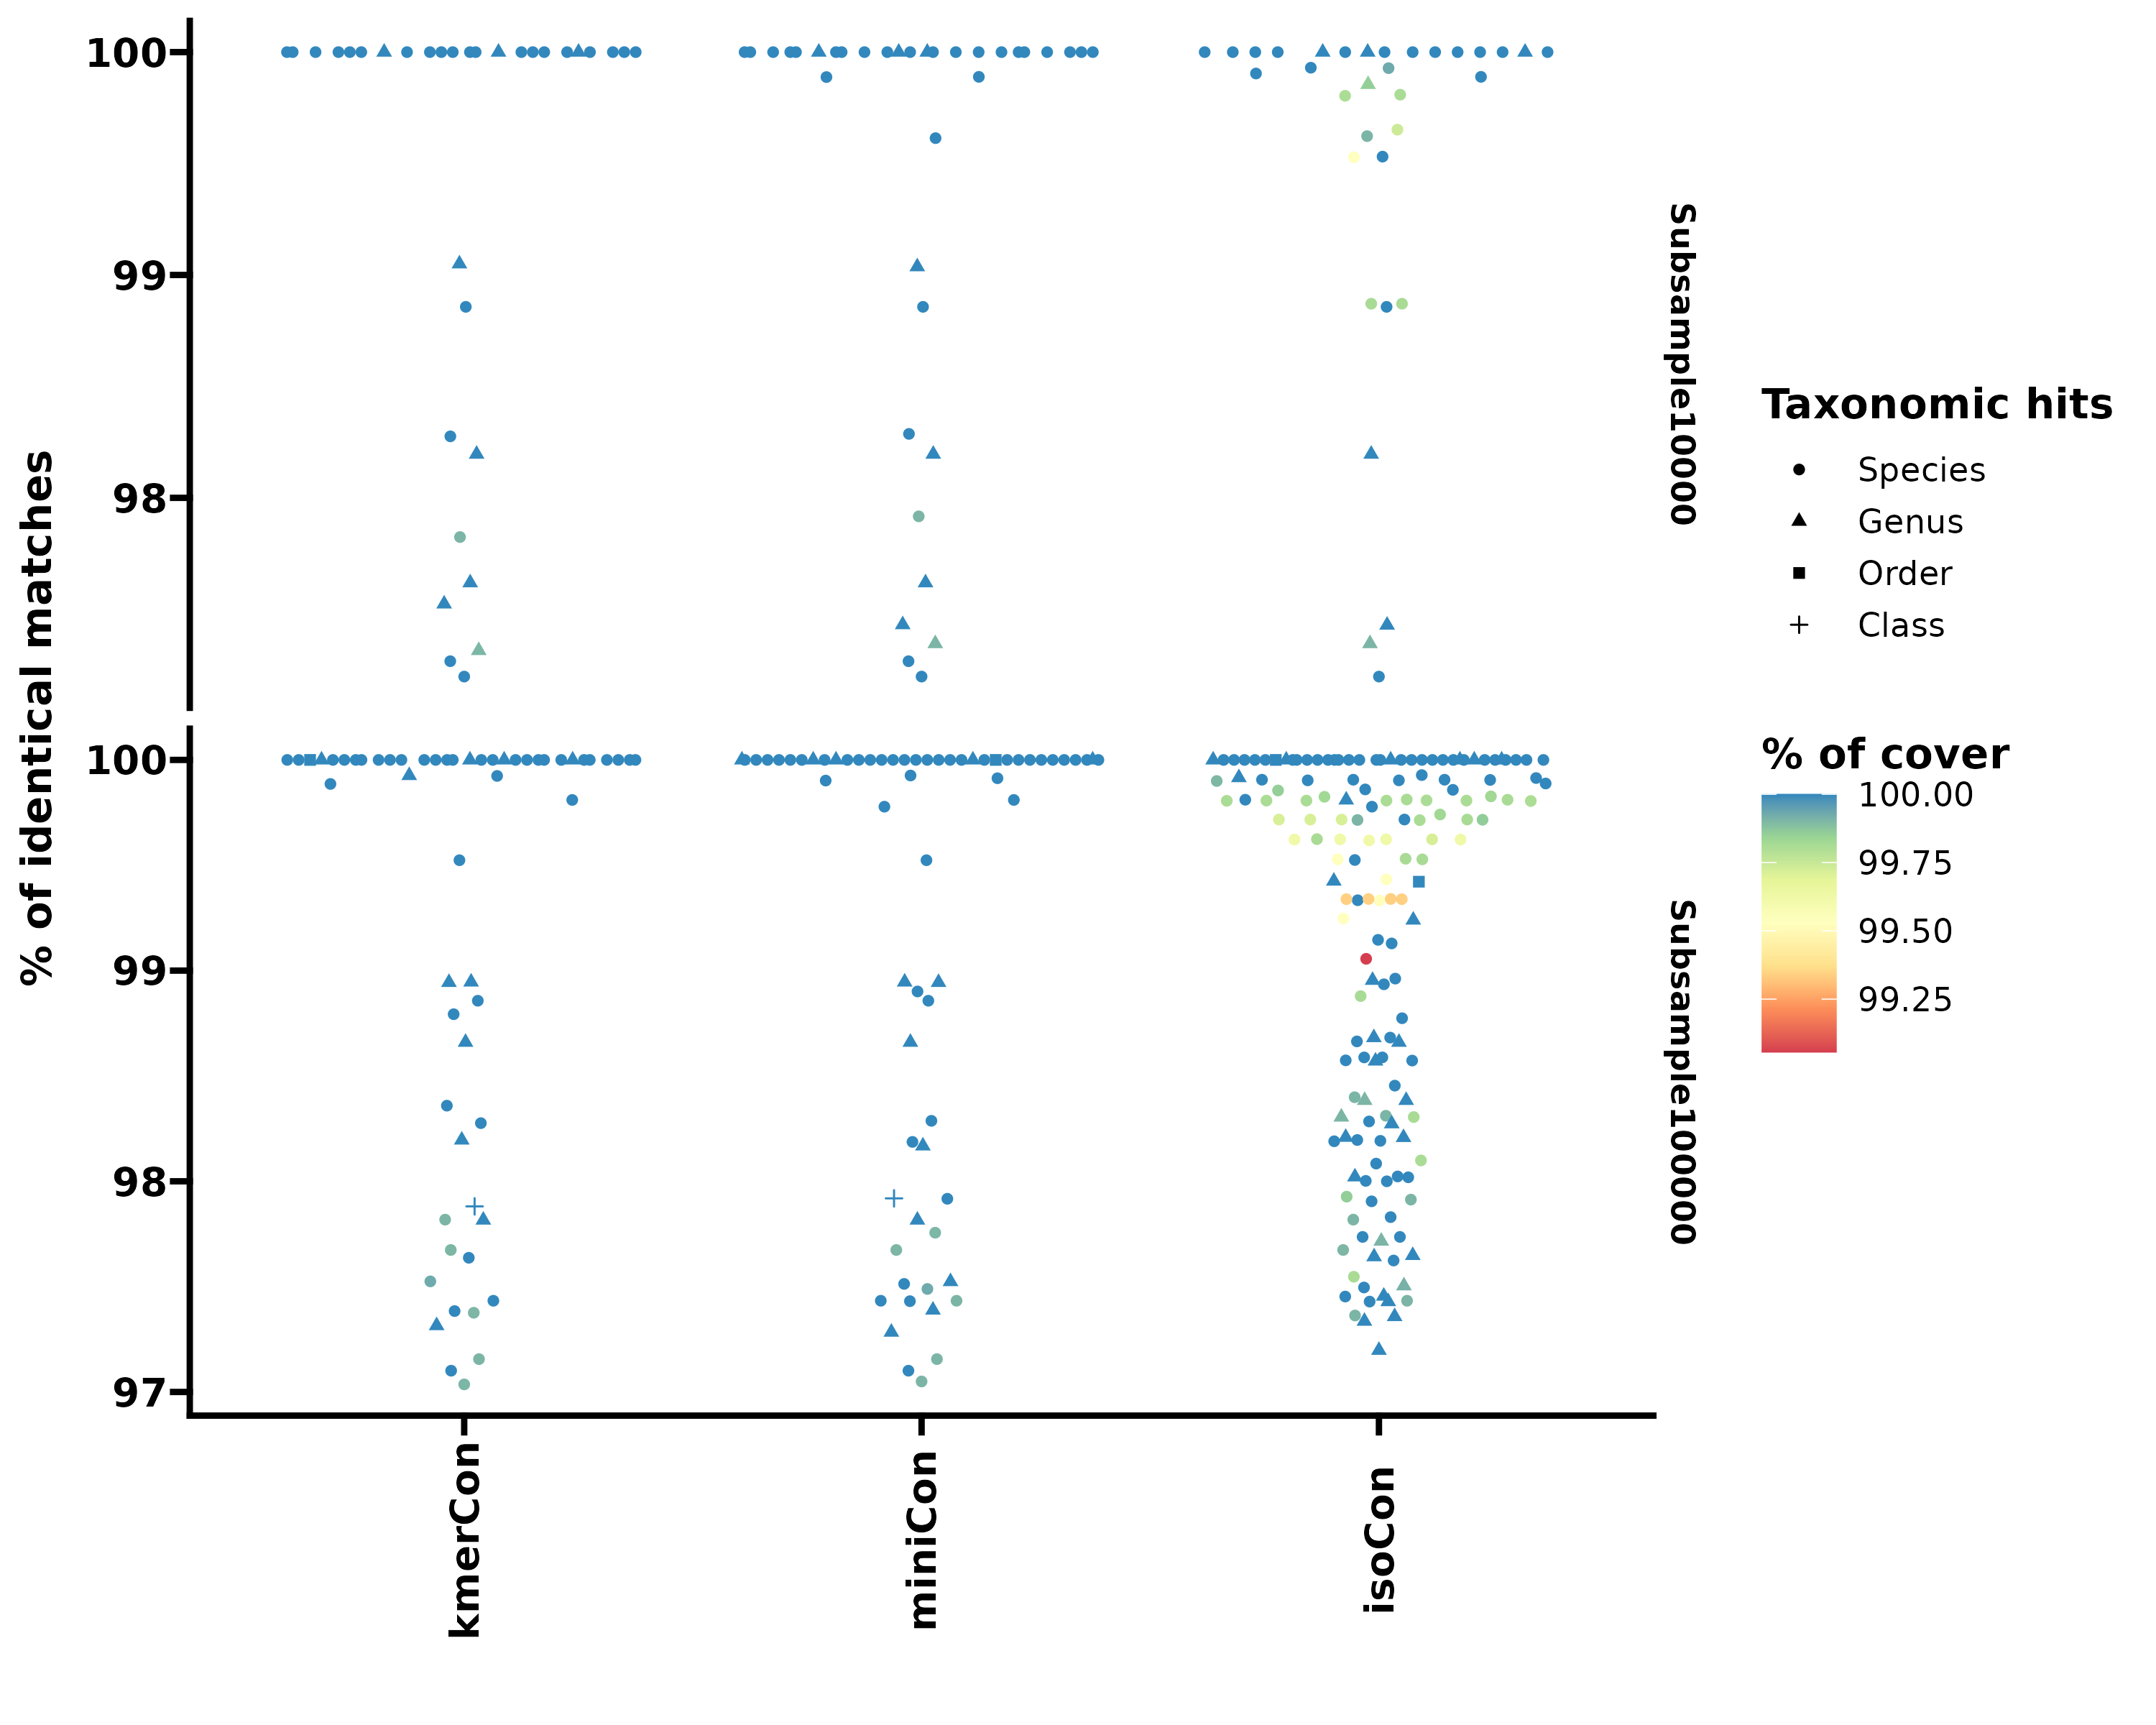 % of identical matches
100
99
98
Subsample10000
100
99
98
97
Subsample100000
kmerCon
miniCon
isoCon
Taxonomic hits
Species
Genus
Order
Class
% of cover
100.00
99.75
99.50
99.25